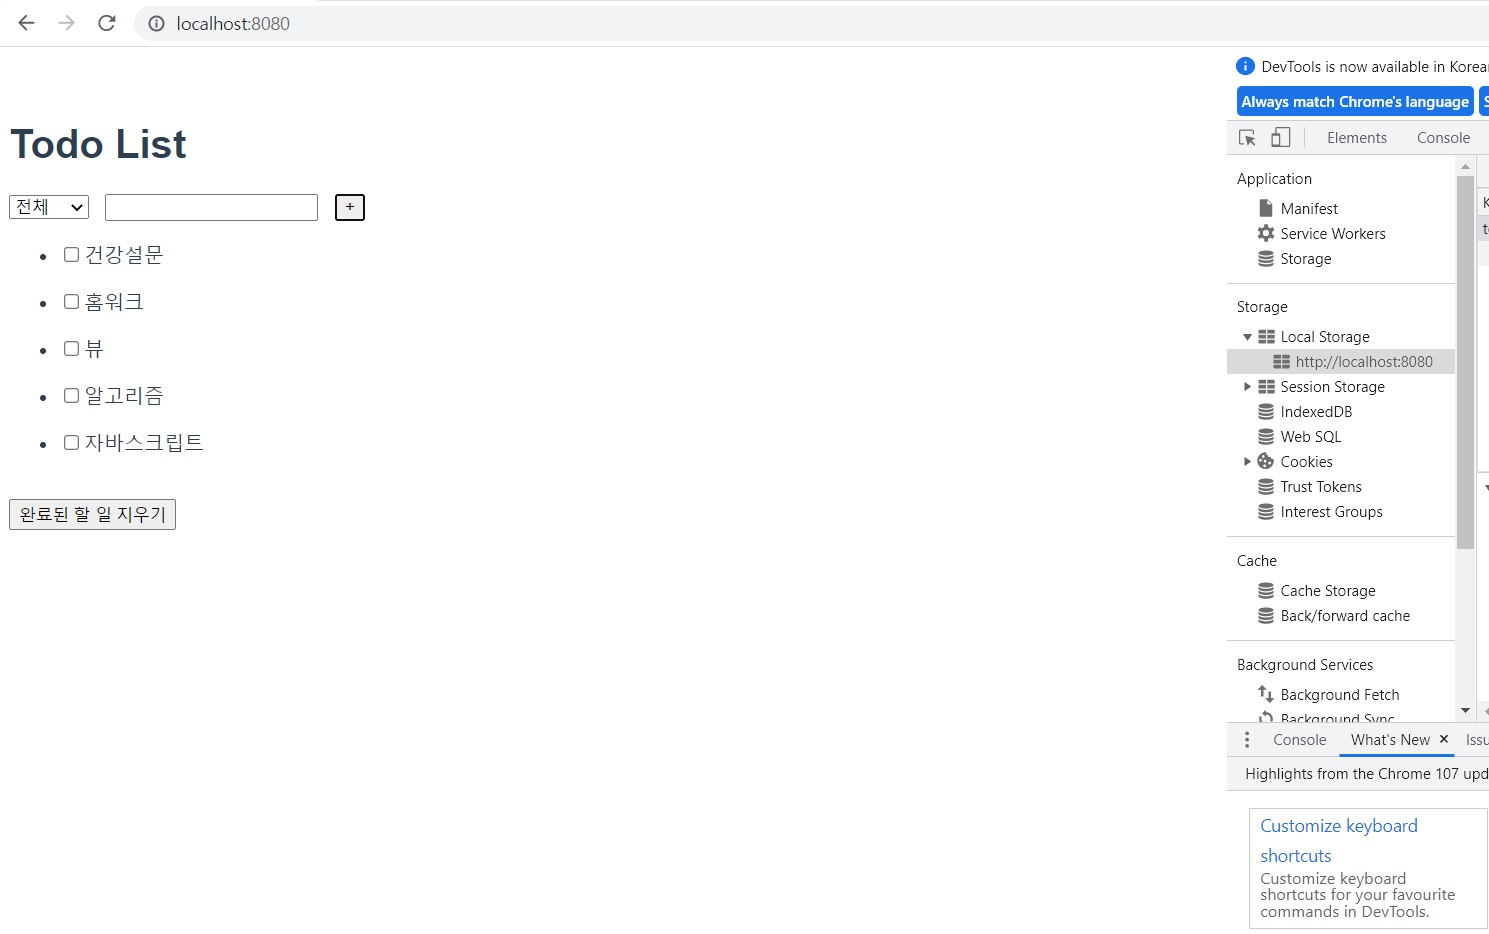 localhost:8080
DevTools is now available in Korean
Always match Chrome's language
Todo List
Elements Console
전체 +
건강설문
홈워크
뷰
알고리즘
자바스크립트
완료된 할 일 지우기
Application
Manifest
Service Workers
Storage
Storage
Local Storage
http://localhost:8080
Session Storage
IndexedDB
Web SQL
Cookies
Trust Tokens
Interest Groups
Cache
Cache Storage
Back/forward cache
Background Services
Background Fetch
Background Sync
Console What's New × Issu
Highlights from the Chrome 107 upd
Customize keyboard
shortcuts
Customize keyboard
shortcuts for your favourite
commands in DevTools.